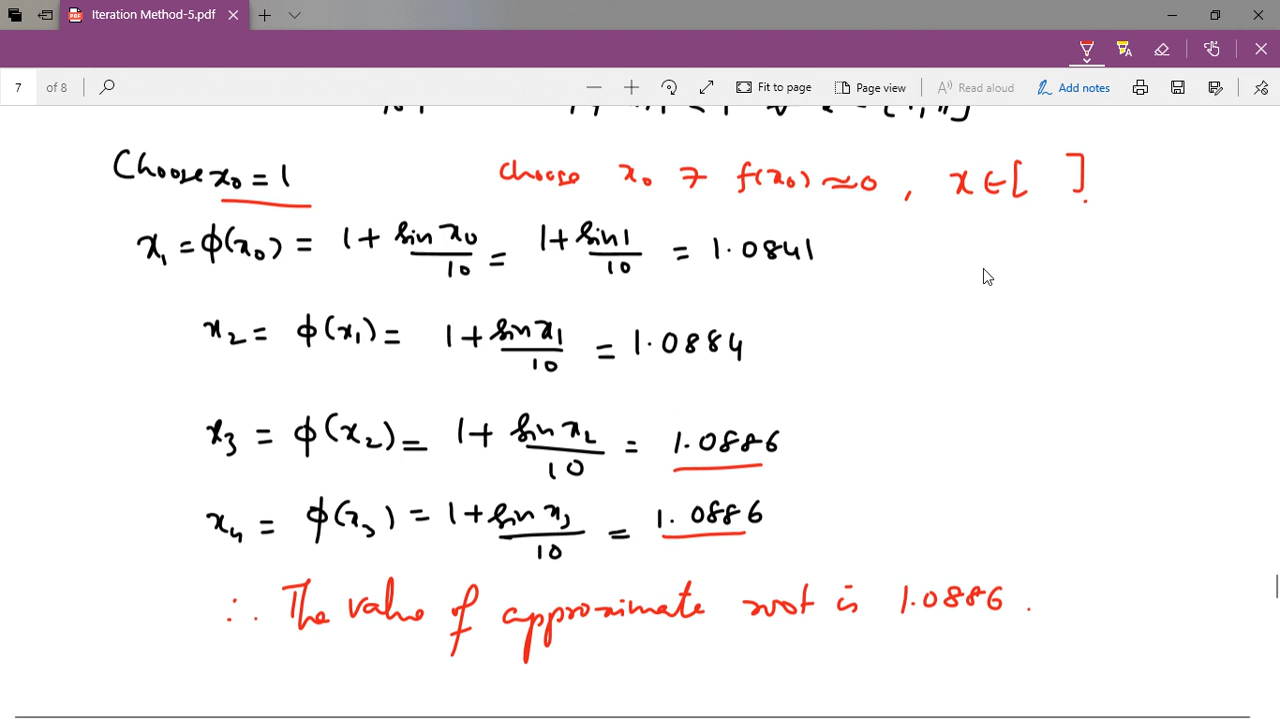 Iteration Method-5.pdf
7 of 8
Fit to page
Page view
Read aloud
Add notes
Choose x₀ = 1
choose x₀ ∋ f(x₀) ≈ 0 , x ∈ [ ]
x₁ = ϕ(x₀) = 1 + sin x₀/10 = 1 + sin 1/10 = 1.0841
x₂ = ϕ(x₁) = 1 + sin x₁/10 = 1.0884
x₃ = ϕ(x₂) = 1 + sin x₂/10 = 1.0886
x₄ = ϕ(x₃) = 1 + sin x₃/10 = 1.0886
∴ The value of approximate root is 1.0886 .